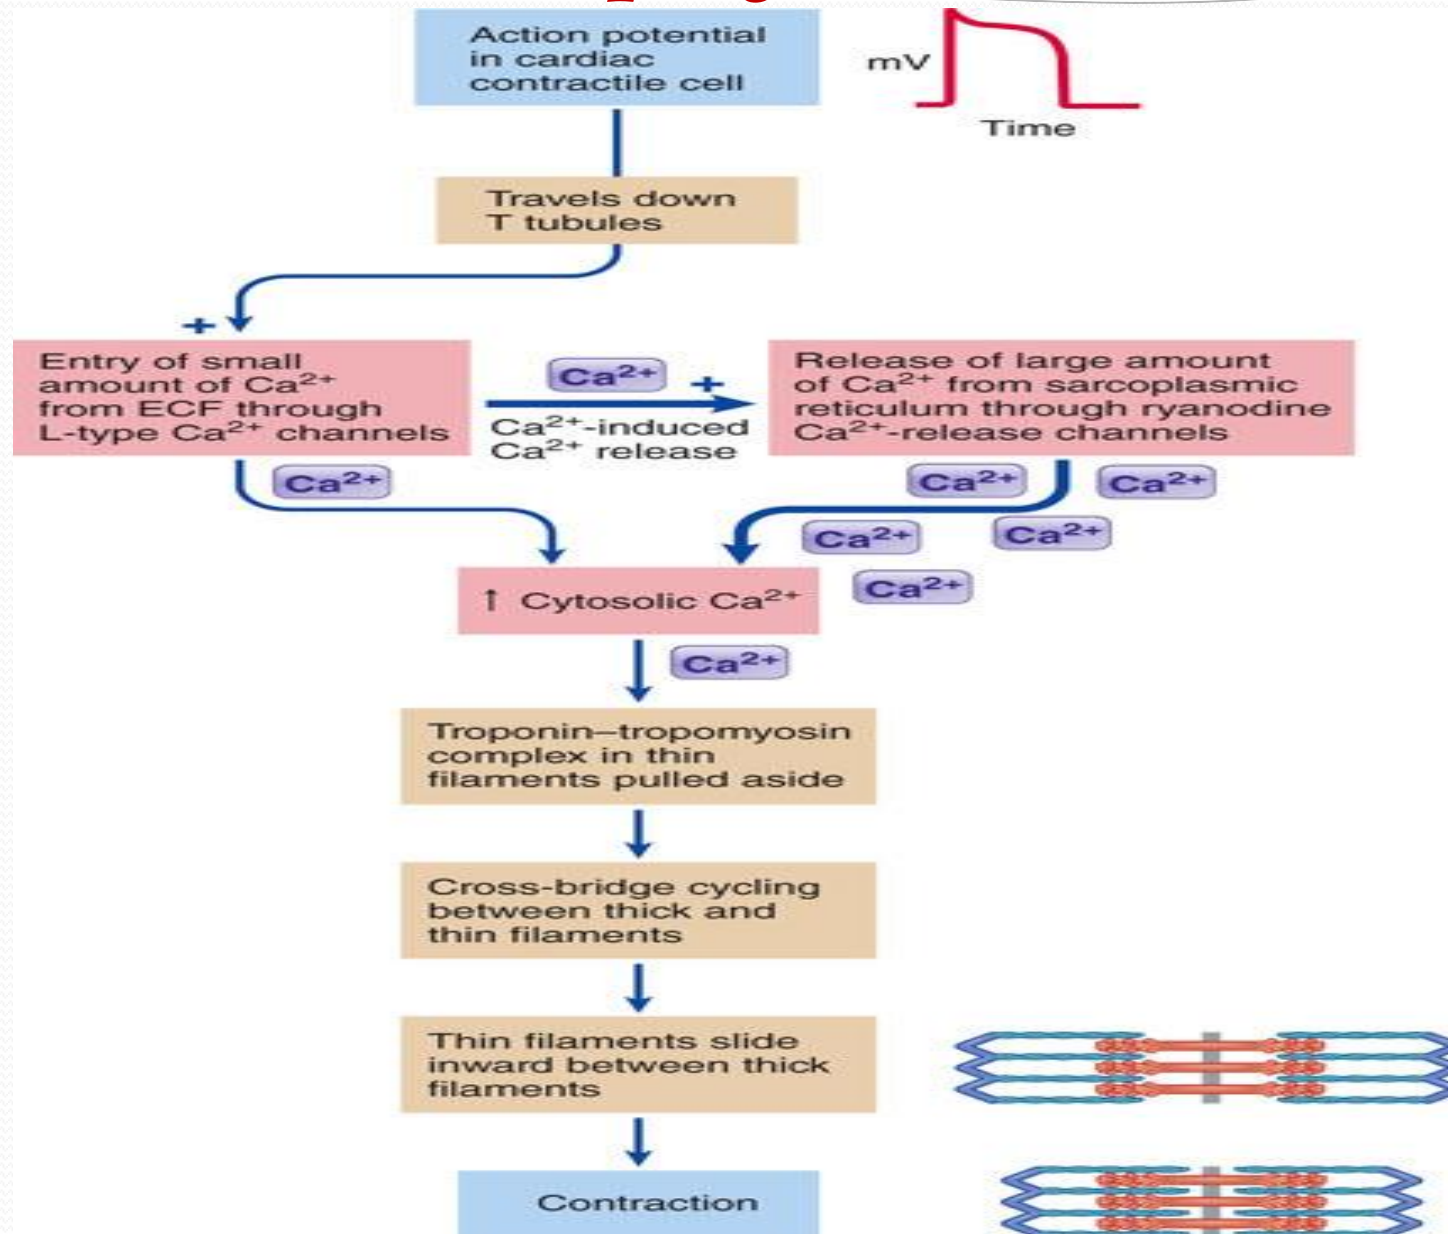 Action potential
in cardiac
contractile cell
mV
Time
Travels down
T tubules
+
Entry of small
amount of Ca²⁺
from ECF through
L-type Ca²⁺ channels
Ca²⁺ +
Ca²⁺-induced
Ca²⁺ release
Release of large amount
of Ca²⁺ from sarcoplasmic
reticulum through ryanodine
Ca²⁺-release channels
Ca²⁺
Ca²⁺
Ca²⁺
Ca²⁺
Ca²⁺
Ca²⁺
↑ Cytosolic Ca²⁺
Ca²⁺
Troponin–tropomyosin
complex in thin
filaments pulled aside
Cross-bridge cycling
between thick and
thin filaments
Thin filaments slide
inward between thick
filaments
Contraction